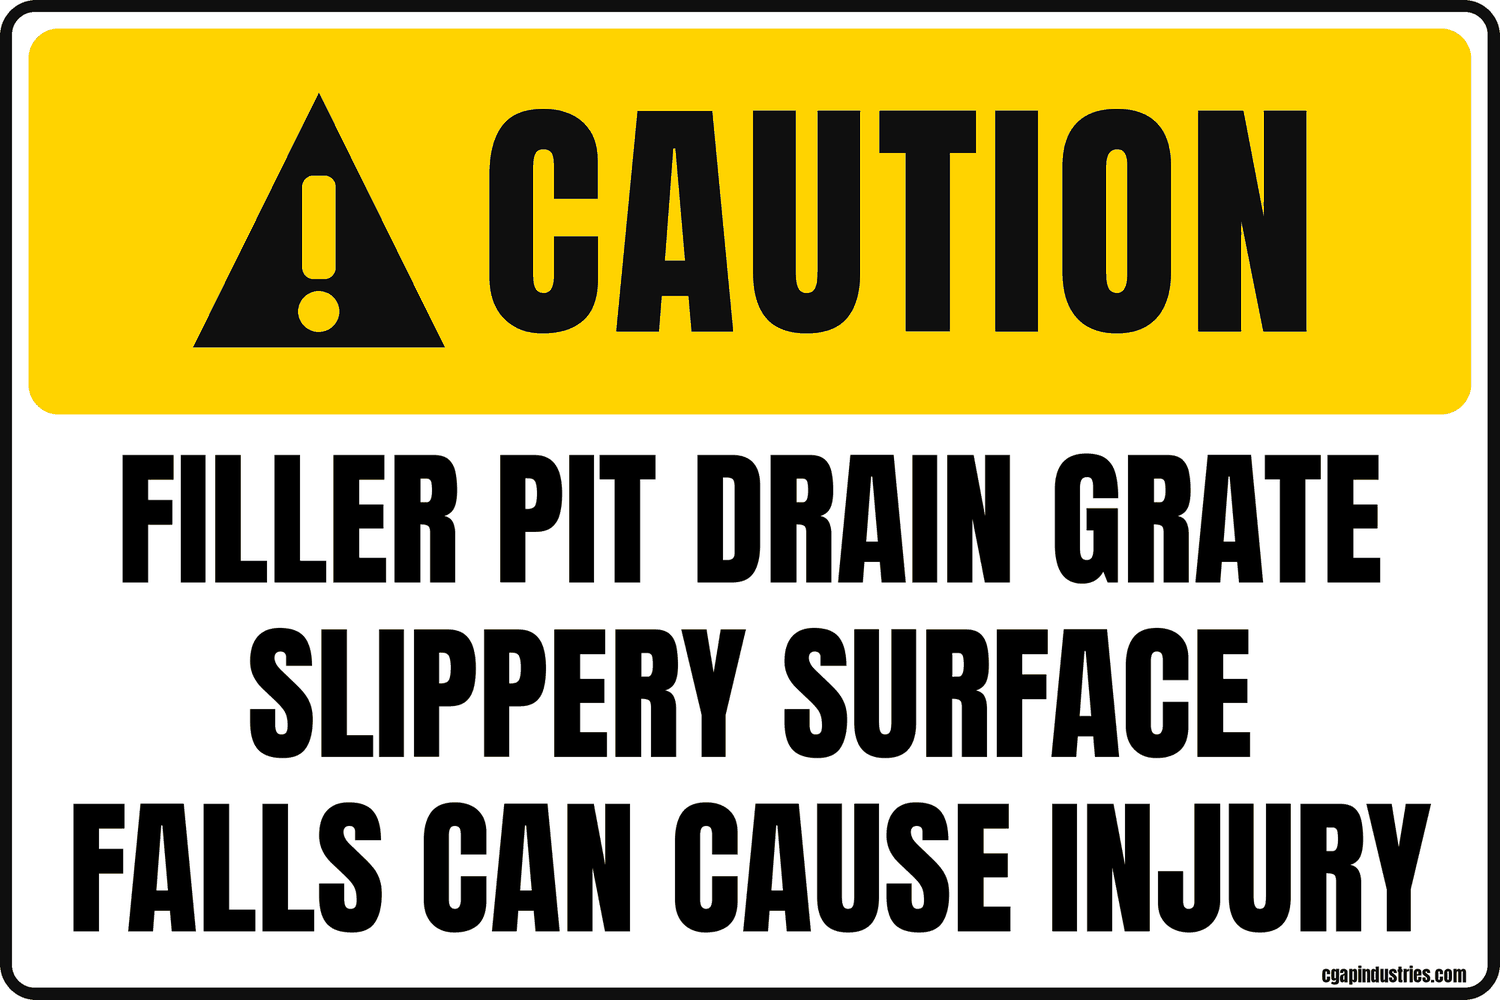 CAUTION
FILLER PIT DRAIN GRATE
SLIPPERY SURFACE
FALLS CAN CAUSE INJURY
cgapindustries.com